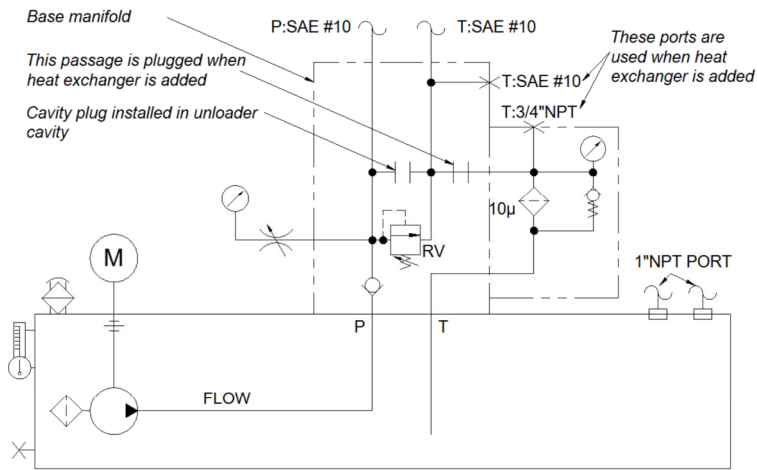 Base manifold
P:SAE #10
T:SAE #10
These ports are
used when heat
exchanger is added
This passage is plugged when
heat exchanger is added
T:SAE #10
Cavity plug installed in unloader
cavity
T:3/4"NPT
10µ
RV
M
1"NPT PORT
P
T
FLOW